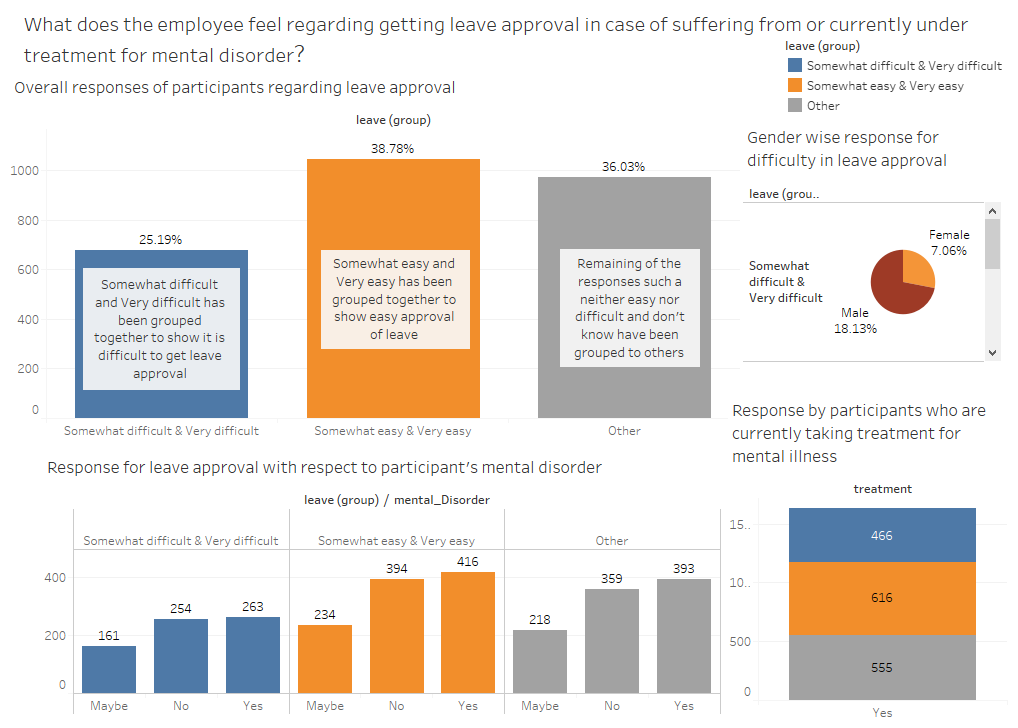 What does the employee feel regarding getting leave approval in case of suffering from or currently under
treatment for mental disorder?
leave (group)
Somewhat difficult & Very difficult
Somewhat easy & Very easy
Other
Overall responses of participants regarding leave approval
leave (group)
1000
800
600
400
200
0
25.19%
38.78%
36.03%
Somewhat difficult
and Very difficult has
been grouped
together to show it is
difficult to get leave
approval
Somewhat easy and
Very easy has been
grouped together to
show easy approval
of leave
Remaining of the
responses such a
neither easy nor
difficult and don't
know have been
grouped to others
Somewhat difficult & Very difficult
Somewhat easy & Very easy
Other
Gender wise response for
difficulty in leave approval
leave (grou..
Somewhat
difficult &
Very difficult
Female
7.06%
Male
18.13%
Response for leave approval with respect to participant's mental disorder
leave (group) / mental_Disorder
Somewhat difficult & Very difficult
Somewhat easy & Very easy
Other
400
200
0
161
254
263
234
394
416
218
359
393
Maybe
No
Yes
Maybe
No
Yes
Maybe
No
Yes
Response by participants who are
currently taking treatment for
mental illness
treatment
15..
10..
500
0
466
616
555
Yes